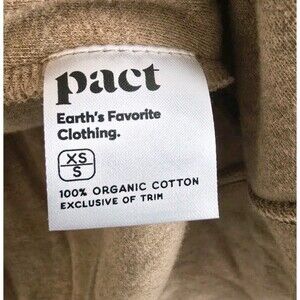 pact
Earth's Favorite
Clothing.
XS
S
100% ORGANIC COTTON
EXCLUSIVE OF TRIM